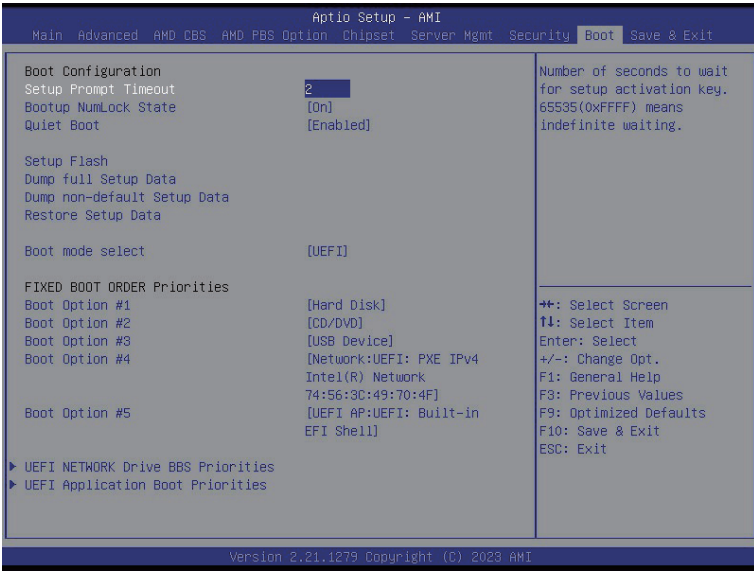 Aptio Setup – AMI
Main Advanced AMD CBS AMD PBS Option Chipset Server Mgmt Security Boot Save & Exit
Boot Configuration
Setup Prompt Timeout 2
Bootup NumLock State [On]
Quiet Boot [Enabled]
Setup Flash
Dump full Setup Data
Dump non-default Setup Data
Restore Setup Data
Boot mode select [UEFI]
FIXED BOOT ORDER Priorities
Boot Option #1 [Hard Disk]
Boot Option #2 [CD/DVD]
Boot Option #3 [USB Device]
Boot Option #4 [Network:UEFI: PXE IPv4
Intel(R) Network
74:56:3C:49:70:4F]
Boot Option #5 [UEFI AP:UEFI: Built-in
EFI Shell]
UEFI NETWORK Drive BBS Priorities
UEFI Application Boot Priorities
Number of seconds to wait
for setup activation key.
65535(0xFFFF) means
indefinite waiting.
→←: Select Screen
↑↓: Select Item
Enter: Select
+/-: Change Opt.
F1: General Help
F3: Previous Values
F9: Optimized Defaults
F10: Save & Exit
ESC: Exit
Version 2.21.1279 Copyright (C) 2023 AMI